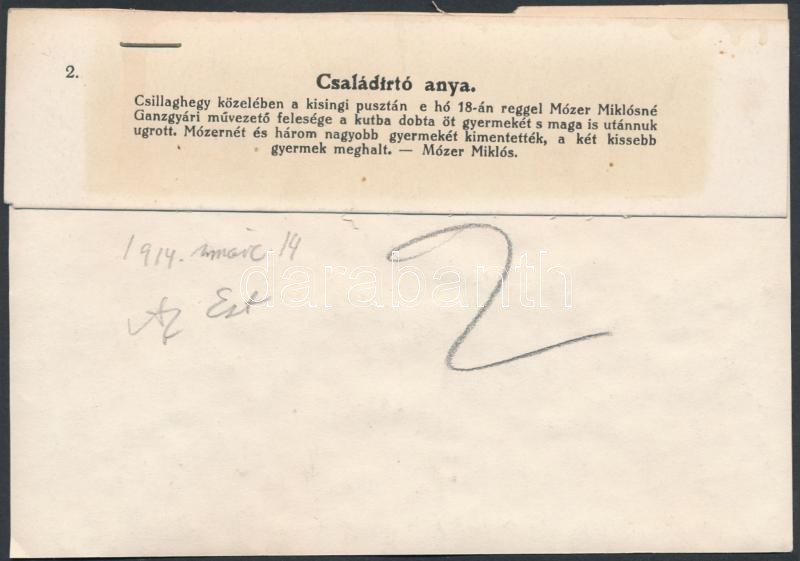 2.
Családirtó anya.
Csillaghegy közelében a kisingi pusztán e hó 18-án reggel Mózer Miklósné
Ganzgyári művezető felesége a kutba dobta öt gyermekét s maga is utánnuk
ugrott. Mózernét és három nagyobb gyermekét kimentették, a két kissebb
gyermek meghalt. — Mózer Miklós.
1914. márc 14
Az Est
2
darabanth